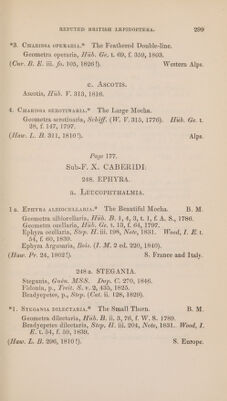 REPUTED BRITISH LEPIDOPTERA. 299
*3. CHARISSA OPERARIA.* The Feathered Double-line.
Geometra operaria, Hüb. Ge. t. 69, f. 359, 1803.
(Cur. B. E. iii. fo. 105, 1826!). Western Alps.
c. ASCOTIS.
Ascotis, Hüb. V. 313, 1816.
4. CHARISSA SEROTINARIA.* The Large Mocha.
Geometra serotinaria, Schiff. (W. V. 315, 1776). Hüb. Ge. t.
28, f. 147, 1797.
(Haw. L. B. 311, 1810!). Alps.
Page 177.
Sub-F. X. CABERIDI:
248. EPHYRA.
a. LEUCOPHTHALMIA.
1 a. EPHYRA ALBIOCELLARIA.* The Beautiful Mocha. B. M.
Geometra albiocellaria, Hüb. B. 1, 4, 3, t. 1, f. A. S., 1786.
Geometra ocellaria, Hüb. Ge. t. 13, f. 64, 1797.
Ephyra ocellaria, Step. H. iii. 198, Note, 1831. Wood, I. E. t.
54, f. 60, 1839.
Ephyra Argusaria, Bois. (I. M. 2 ed. 220, 1840).
(Haw. Pr. 24, 1802!). S. France and Italy.
248 a. STEGANIA.
Stegania, Guén. MSS. Dup. C. 270, 1846.
Fidonia, p., Treit. S. v. 2, 435, 1825.
Bradyepetes, p., Step. (Cat. ii. 128, 1829).
*1. STEGANIA DILECTARIA.* The Small Thorn. B. M.
Geometra dilectaria, Hüb. B. ii. 3, 76, f. W. S. 1789.
Bradyepetes dilectaria, Step. H. iii. 204, Note, 1831. Wood, I.
E. t. 54, f. 59, 1839.
(Haw. L. B. 296, 1810!). S. Europe.